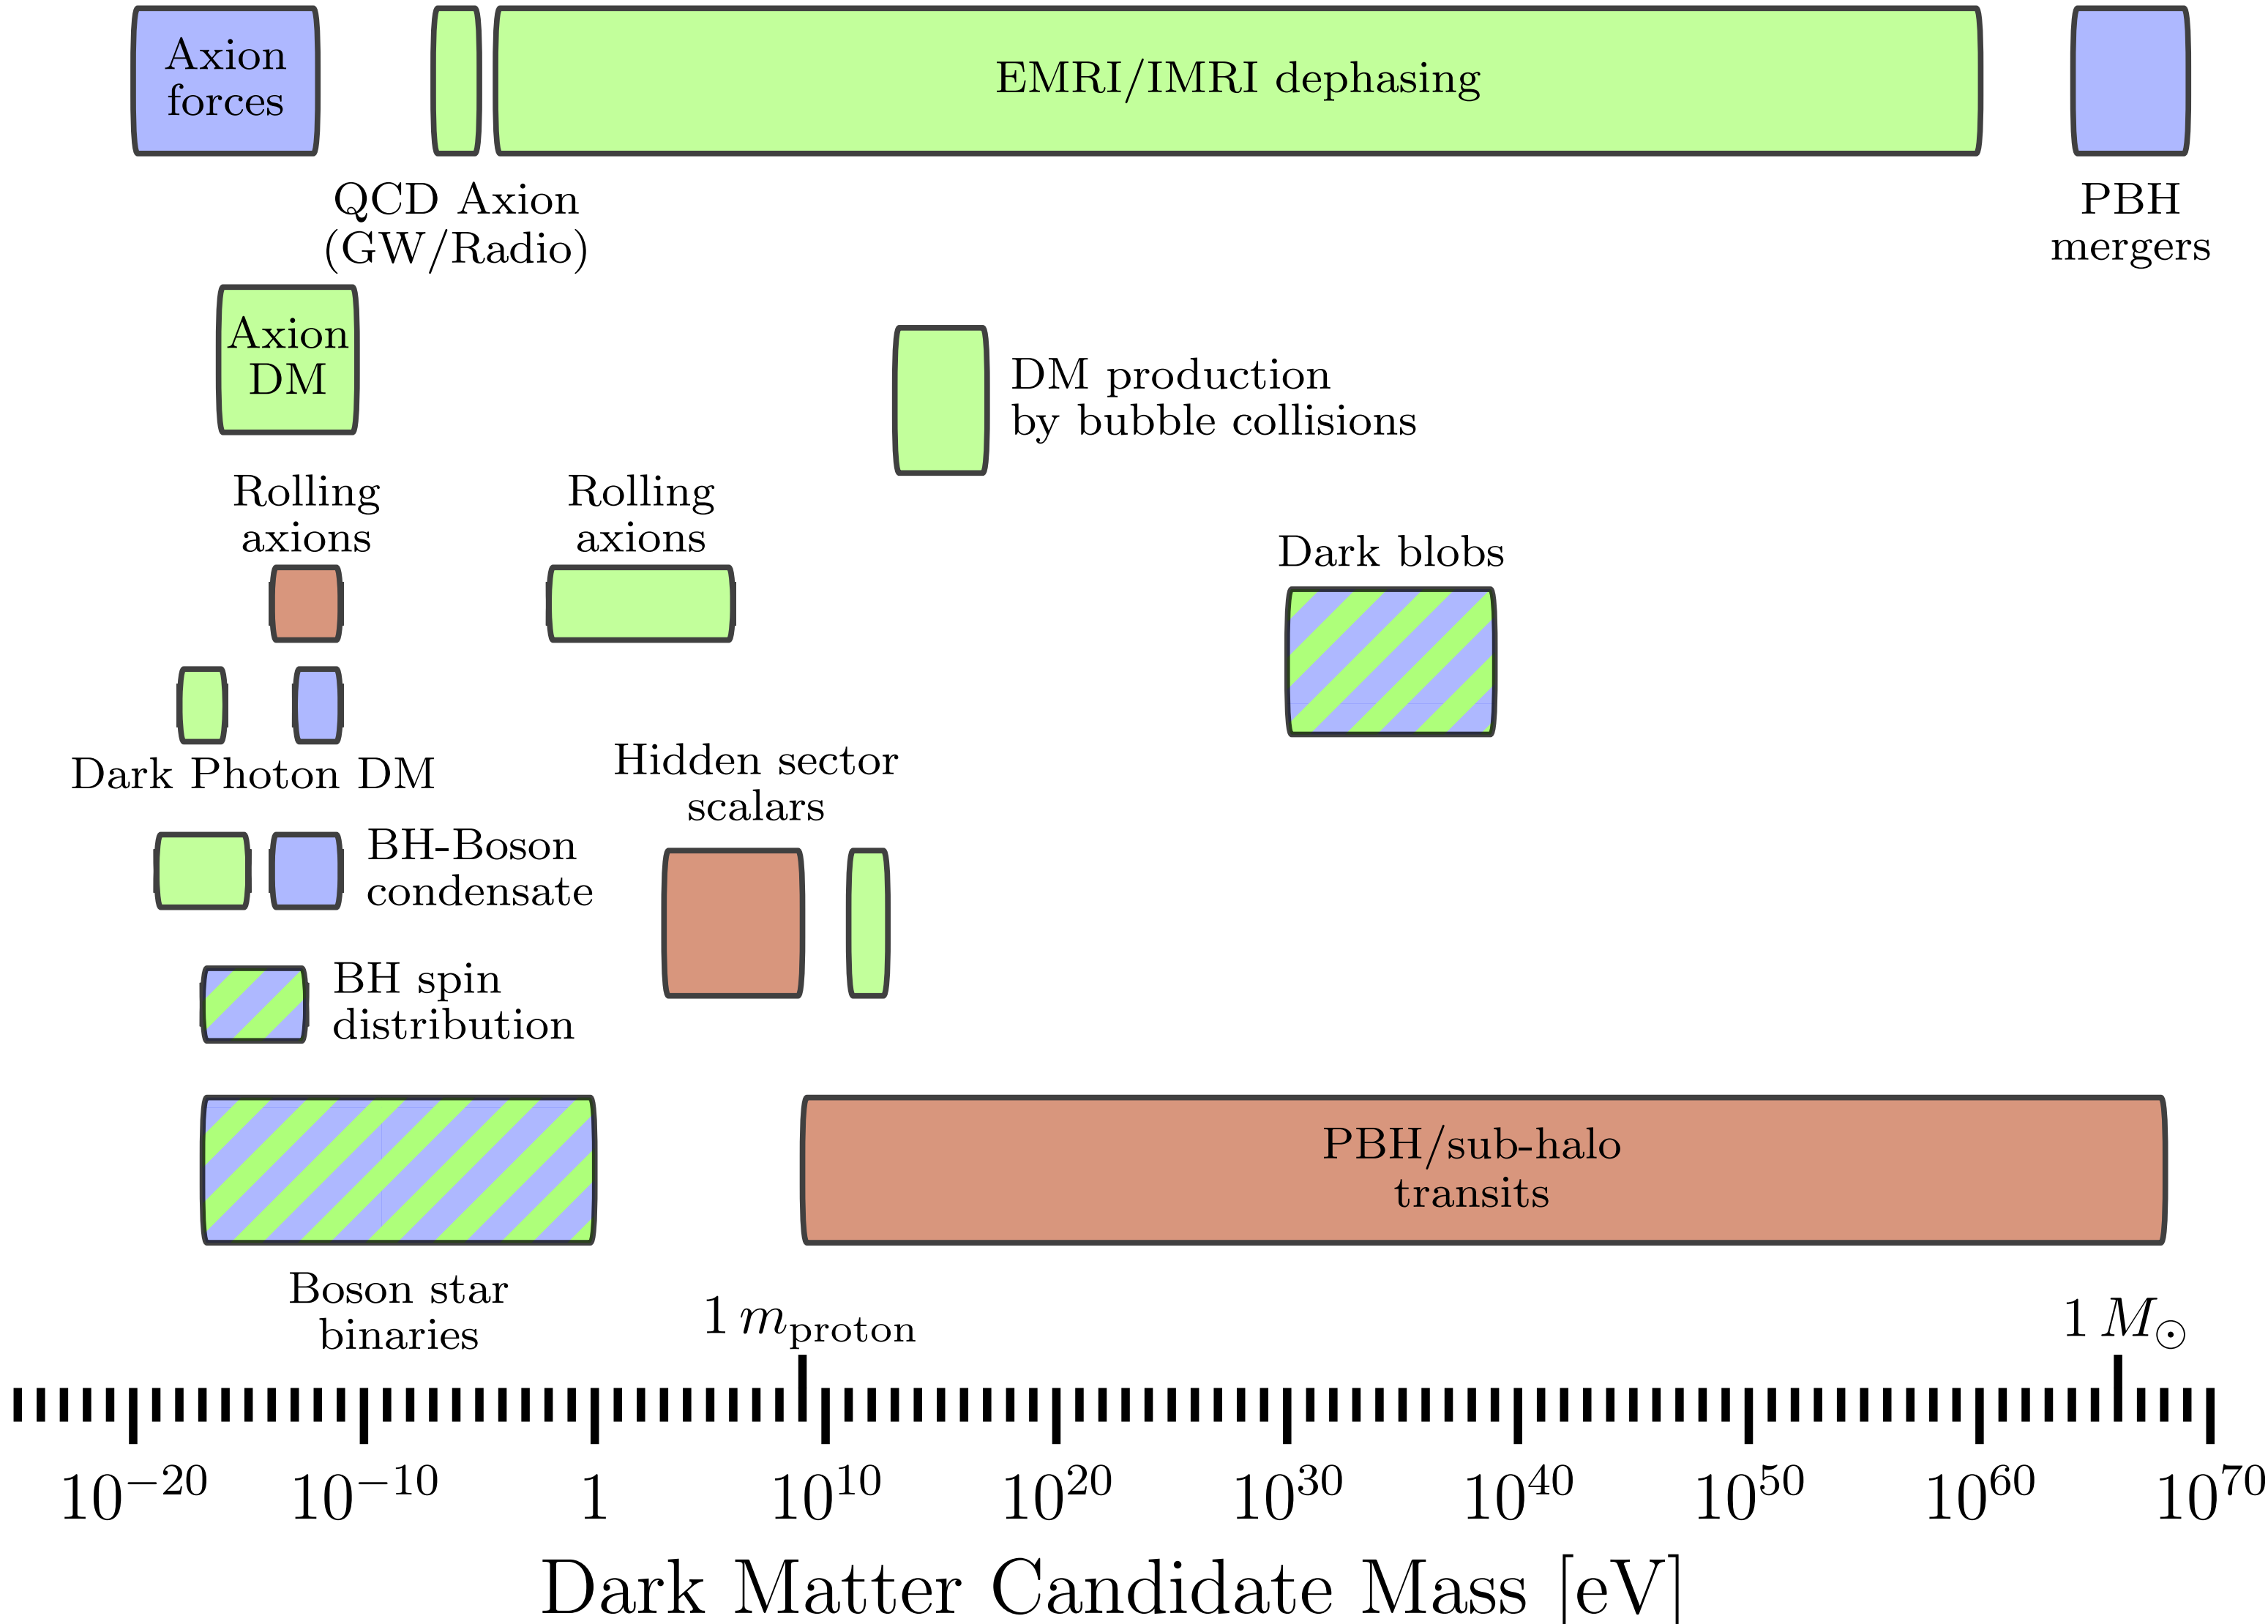 Axion
forces
EMRI/IMRI dephasing
QCD Axion
(GW/Radio)
PBH
mergers
Axion
DM
DM production
by bubble collisions
Rolling
axions
Rolling
axions
Dark blobs
Dark Photon DM
Hidden sector
scalars
BH-Boson
condensate
BH spin
distribution
PBH/sub-halo
transits
Boson star
binaries
1 m_proton
1 M_⊙
10^−20 10^−10 1 10^10 10^20 10^30 10^40 10^50 10^60 10^70
Dark Matter Candidate Mass [eV]